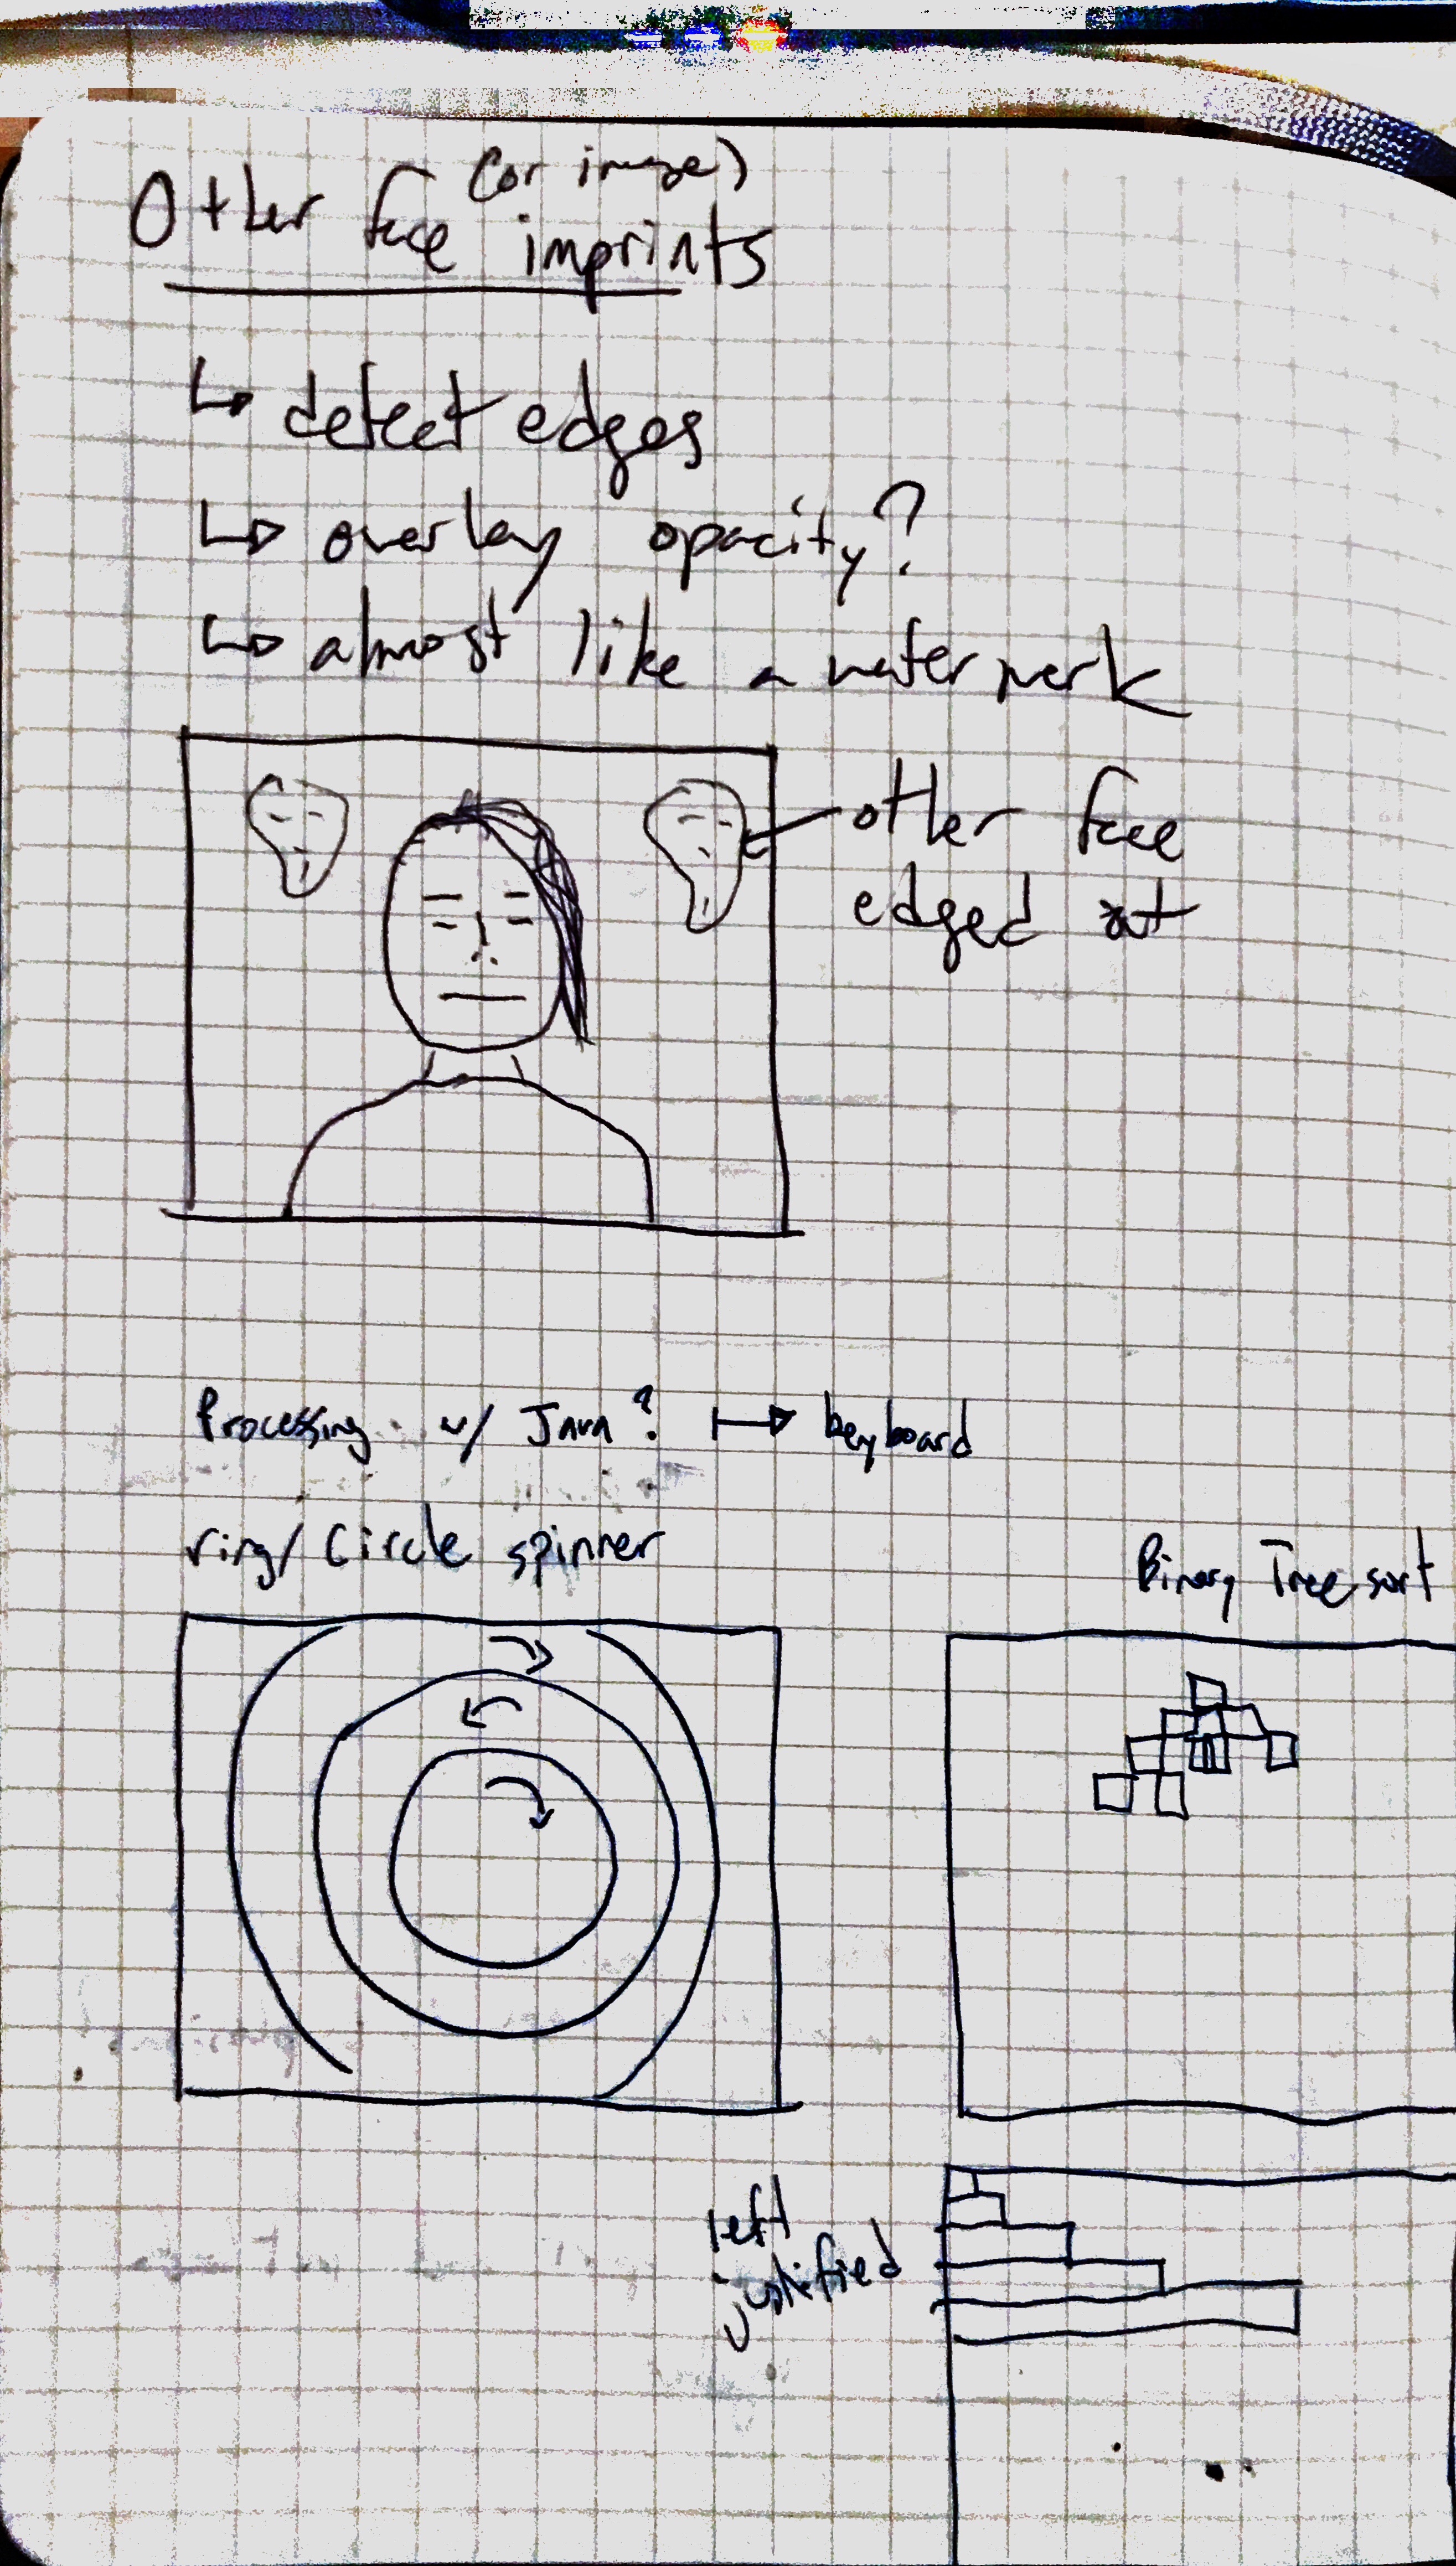 (or image)
Other face imprints
↳ detect edges
↳ overlay opacity?
↳ almost like a watermark
other face
edged out
Processing w/ Java? ↦ keyboard
ring/Circle spinner
Binary Tree sort
left
justified